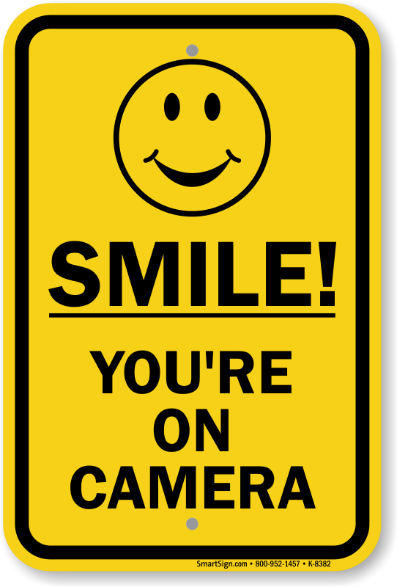 SMILE!
YOU'RE
ON
CAMERA
SmartSign.com • 800-952-1457 • K-8382